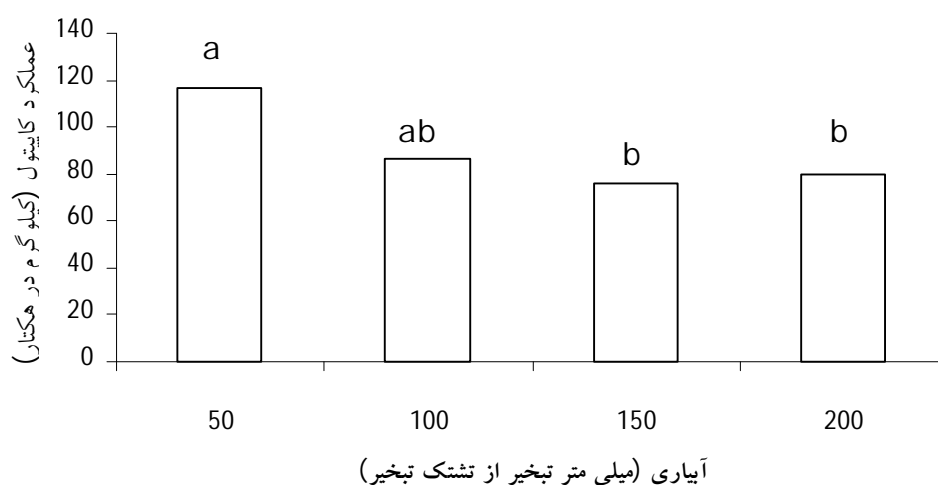 عملکرد کاپیتول (کیلو گرم در هکتار)
140
120
100
80
60
40
20
0
a
ab
b
b
50
100
150
200
آبیاری (میلی متر تبخیر از تشتک تبخیر)